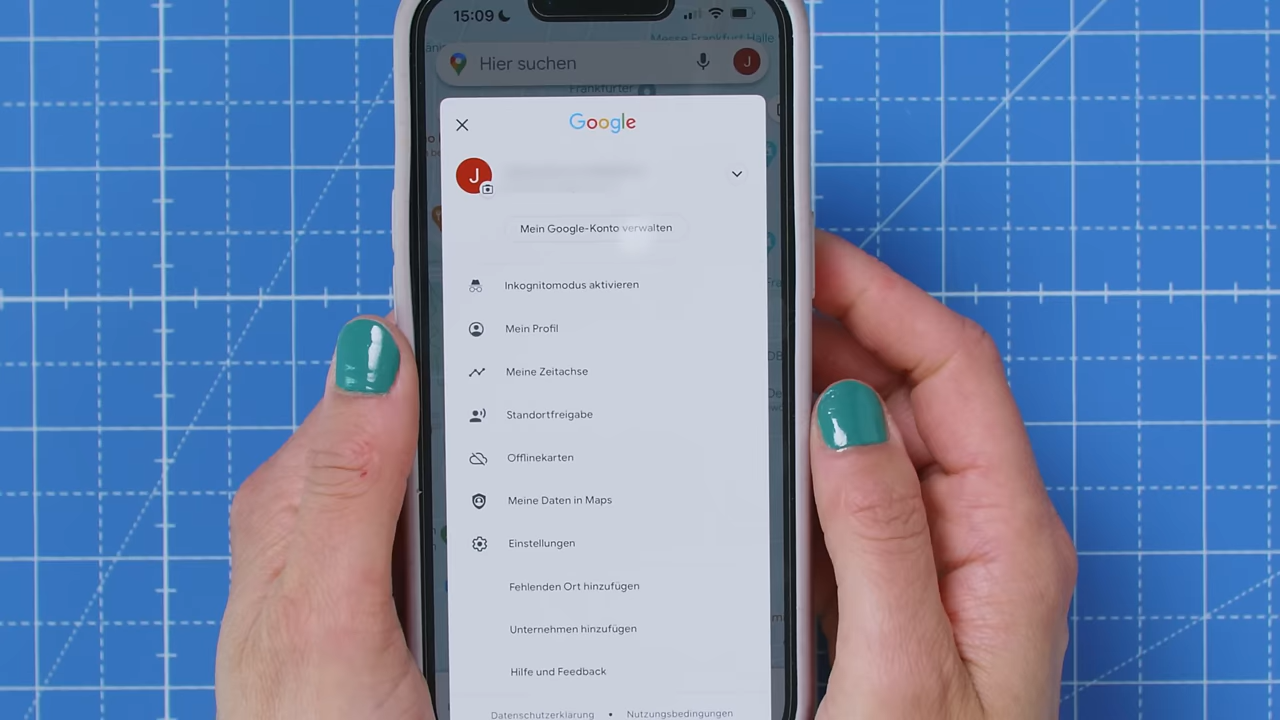 15:09
Messe Frankfurt Halle
Hier suchen
J
Frankfurter
Google
J
Mein Google-Konto verwalten
Inkognitomodus aktivieren
Mein Profil
Meine Zeitachse
Standortfreigabe
Offlinekarten
Meine Daten in Maps
Einstellungen
Fehlenden Ort hinzufügen
Unternehmen hinzufügen
Hilfe und Feedback
Datenschutzerklärung • Nutzungsbedingungen